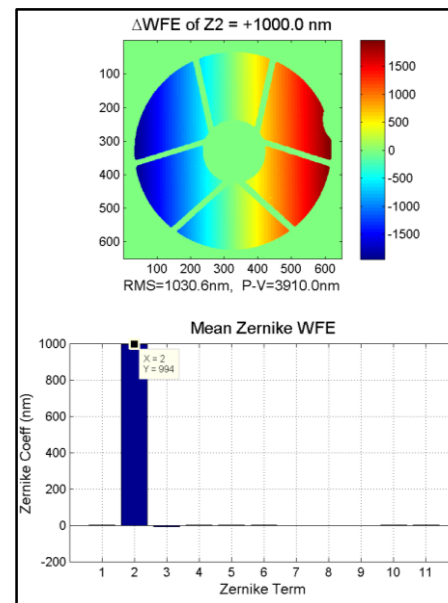 ΔWFE of Z2 = +1000.0 nm
100
200
300
400
500
600
100 200 300 400 500 600
1500
1000
500
0
-500
-1000
-1500
RMS=1030.6nm, P-V=3910.0nm
Mean Zernike WFE
Zernike Coeff (nm)
1000
800
600
400
200
0
-200
X = 2
Y = 994
1 2 3 4 5 6 7 8 9 10 11
Zernike Term